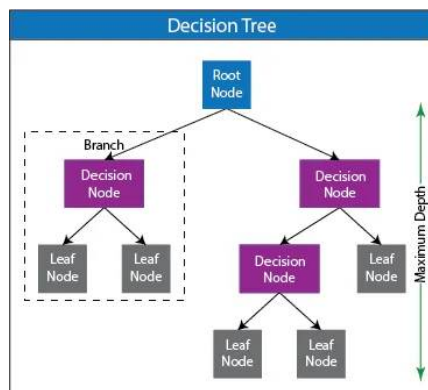 Decision Tree
Root
Node
Branch
Decision
Node
Decision
Node
Leaf
Node
Leaf
Node
Decision
Node
Leaf
Node
Leaf
Node
Leaf
Node
Maximum Depth